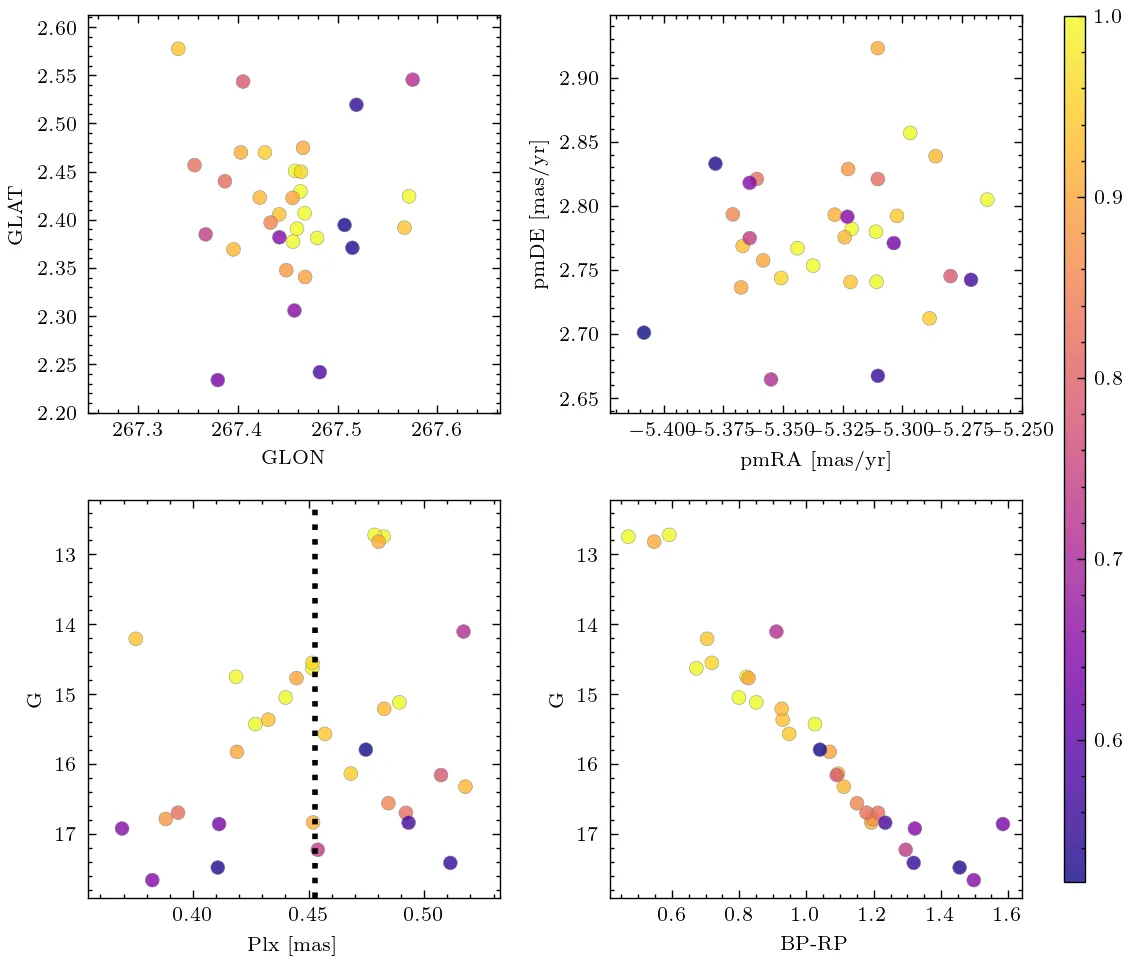 2.60
2.55
2.50
2.45
2.40
2.35
2.30
2.25
2.20
GLAT
267.3 267.4 267.5 267.6
GLON
2.90
2.85
2.80
2.75
2.70
2.65
pmDE [mas/yr]
−5.400 −5.375 −5.350 −5.325 −5.300 −5.275 −5.250
pmRA [mas/yr]
1.0
0.9
0.8
0.7
0.6
13
14
15
16
17
G
0.40 0.45 0.50
Plx [mas]
13
14
15
16
17
G
0.6 0.8 1.0 1.2 1.4 1.6
BP-RP